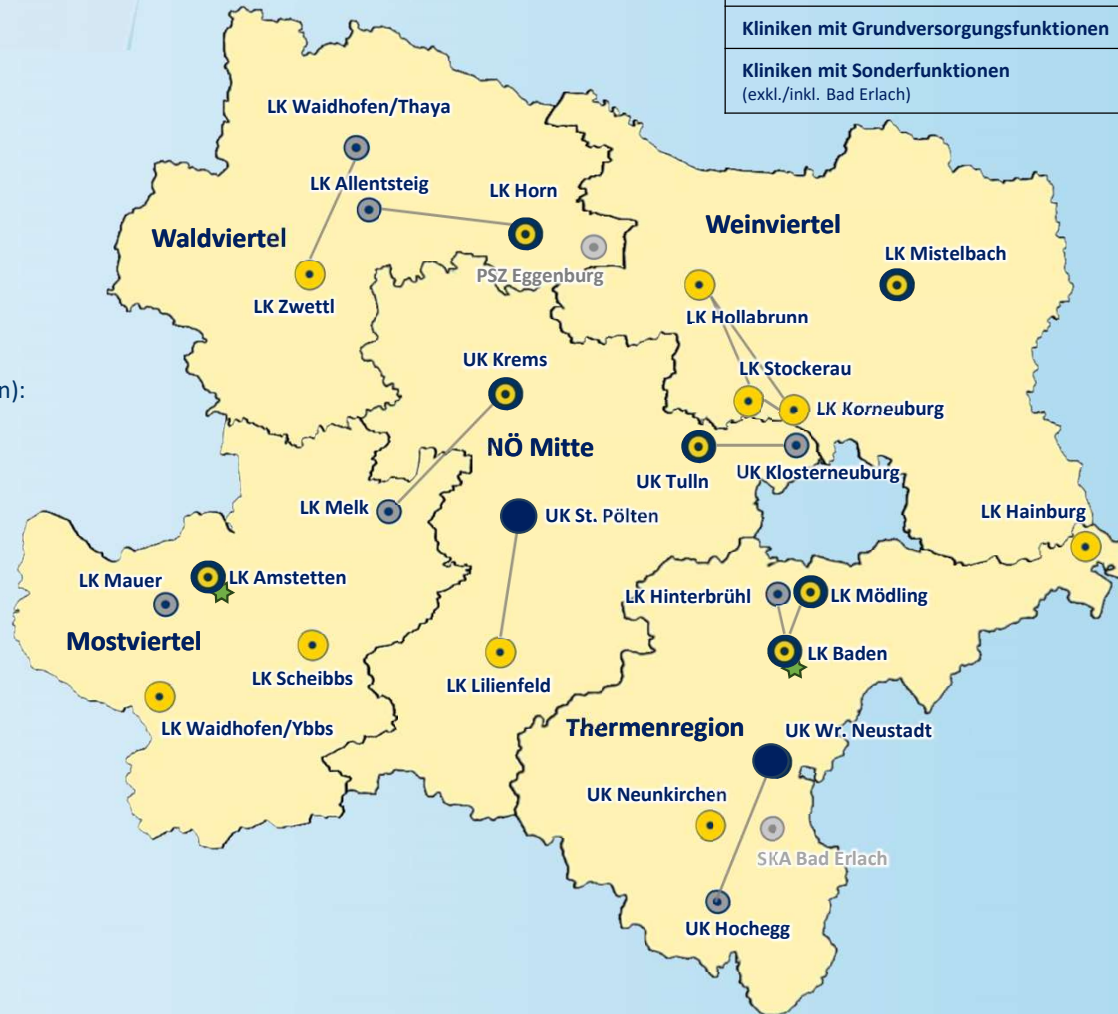 Kliniken mit Grundversorgungsfunktionen
Kliniken mit Sonderfunktionen
(exkl./inkl. Bad Erlach)
LK Waidhofen/Thaya
LK Allentsteig
LK Horn
Waldviertel
Weinviertel
LK Mistelbach
PSZ Eggenburg
LK Zwettl
LK Hollabrunn
UK Krems
LK Stockerau
n):
LK Korneuburg
NÖ Mitte
UK Tulln
UK Klosterneuburg
LK Melk
UK St. Pölten
LK Hainburg
LK Mauer
LK Amstetten
LK Hinterbrühl
LK Mödling
Mostviertel
LK Baden
LK Scheibbs
LK Lilienfeld
LK Waidhofen/Ybbs
Thermenregion
UK Wr. Neustadt
UK Neunkirchen
SKA Bad Erlach
UK Hochegg